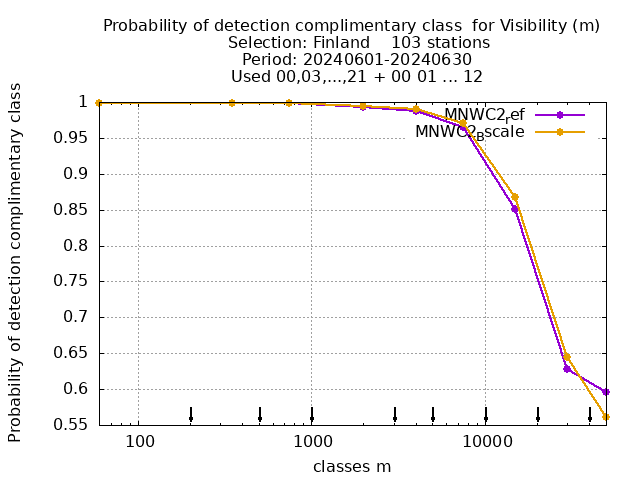 Probability of detection complimentary class  for Visibility (m)
Selection: Finland    103 stations
Period: 20240601-20240630
Used 00,03,...,21 + 00 01 ... 12
Probability of detection complimentary class
MNWC2ref
MNWC2Bscale
1
0.95
0.9
0.85
0.8
0.75
0.7
0.65
0.6
0.55
100
1000
10000
classes m